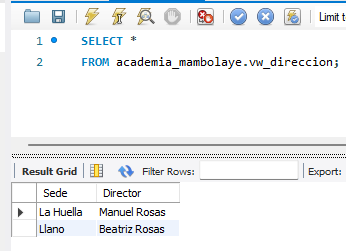 Limit to
1 SELECT *
2 FROM academia_mambolaye.vw_direccion;
Result Grid Filter Rows: Export:
Sede Director
La Huella Manuel Rosas
Llano Beatriz Rosas